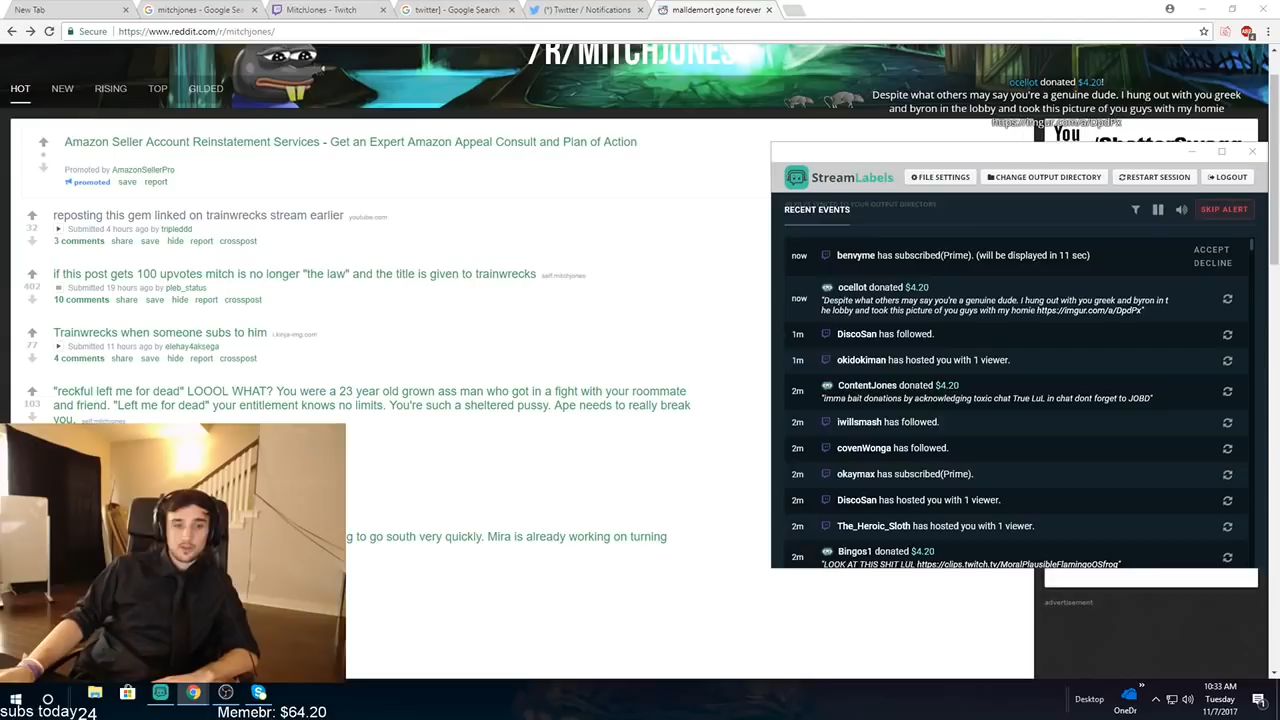 New Tab
mitchjones - Google Se
MitchJones - Twitch
twitter] - Google Search
(*) Twitter / Notifications
malldemort gone forever
Secure
https://www.reddit.com/r/mitchjones/
/R/MITCHJONES
HOT
NEW
RISING
TOP
GILDED
ocellot donated $4.20!
Despite what others may say you're a genuine dude. I hung out with you greek
and byron in the lobby and took this picture of you guys with my homie
https://imgur.com/a/DpdPx
You
Amazon Seller Account Reinstatement Services - Get an Expert Amazon Appeal Consult and Plan of Action
Promoted by AmazonSellerPro
promoted save report
reposting this gem linked on trainwrecks stream earlier youtube.com
32
Submitted 4 hours ago by tripleddd
3 comments share save hide report crosspost
if this post gets 100 upvotes mitch is no longer "the law" and the title is given to trainwrecks self.mitchjones
402
Submitted 19 hours ago by pleb_status
10 comments share save hide report crosspost
Trainwrecks when someone subs to him i.kinja-img.com
77
Submitted 11 hours ago by elehay4aksega
4 comments share save hide report crosspost
"reckful left me for dead" LOOOL WHAT? You were a 23 year old grown ass man who got in a fight with your roommate
103
and friend. "Left me for dead" your entitlement knows no limits. You're such a sheltered pussy. Ape needs to really break
you. self.mitchjones
g to go south very quickly. Mira is already working on turning
StreamLabels
FILE SETTINGS
CHANGE OUTPUT DIRECTORY
RESTART SESSION
LOGOUT
SYNCED TO YOUR OUTPUT DIRECTORY
RECENT EVENTS
SKIP ALERT
now benvyme has subscribed(Prime). (will be displayed in 11 sec)
ACCEPT
DECLINE
now ocellot donated $4.20
"Despite what others may say you're a genuine dude. I hung out with you greek and byron in t
he lobby and took this picture of you guys with my homie https://imgur.com/a/DpdPx"
1m DiscoSan has followed.
1m okidokiman has hosted you with 1 viewer.
2m ContentJones donated $4.20
"imma bait donations by acknowledging toxic chat True LuL in chat dont forget to JOBD"
2m iwillsmash has followed.
2m covenWonga has followed.
2m okaymax has subscribed(Prime).
2m DiscoSan has hosted you with 1 viewer.
2m The_Heroic_Sloth has hosted you with 1 viewer.
2m Bingos1 donated $4.20
"LOOK AT THIS SHIT LUL https://clips.twitch.tv/MoralPlausibleFlamingoOSfrog"
advertisement
subs today 24
Memebr: $64.20
Desktop
OneDr
10:33 AM
Tuesday
11/7/2017